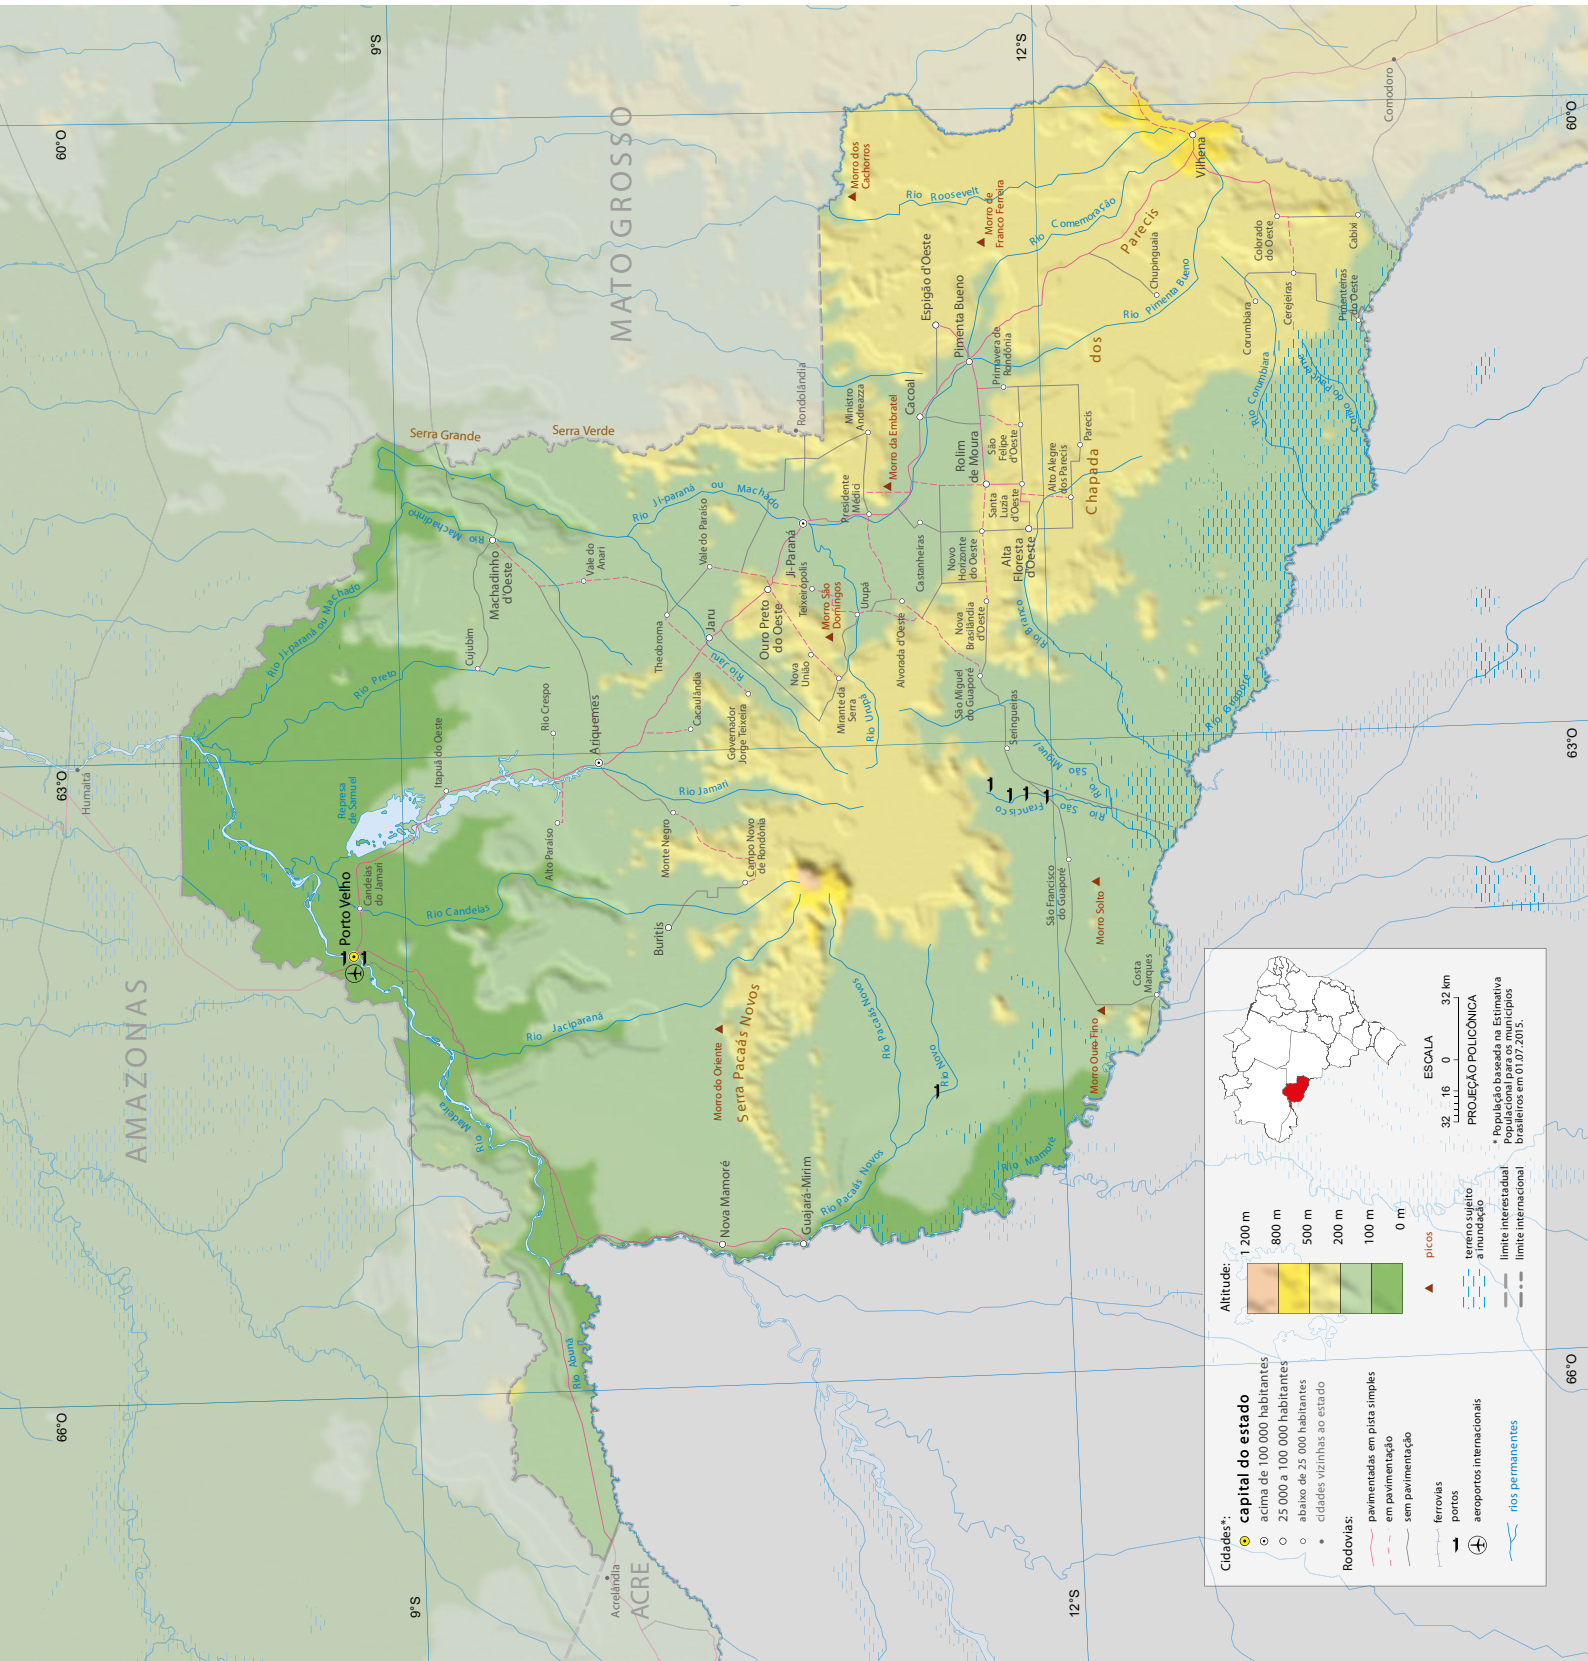 AMAZONAS
MATO GROSSO
ACRE
66°O
63°O
60°O
9°S
9°S
12°S
12°S
66°O
63°O
60°O
Humaitá
Acrelândia
Rondolândia
Comodoro
Porto Velho
Candeias
do Jamari
Represa
de Samuel
Itapuã do Oeste
Cujubim
Machadinho
d'Oeste
Rio Crespo
Alto Paraíso
Ariquemes
Vale do
Anari
Theobroma
Vale do Paraíso
Jaru
Cacaulândia
Governador
Jorge Teixeira
Monte Negro
Campo Novo
de Rondônia
Buritis
Nova Mamoré
Guajará-Mirim
Ouro Preto
do Oeste
Ji-Paraná
Teixeirópolis
Nova
União
Mirante da
Serra
Urupá
Alvorada d'Oeste
Presidente
Médici
Ministro
Andreazza
Cacoal
Castanheiras
Novo
Horizonte
do Oeste
Nova
Brasilândia
d'Oeste
Rolim
de Moura
Santa
Luzia
d'Oeste
São
Felipe
d'Oeste
Alta
Floresta
d'Oeste
Alto Alegre
dos Parecis
Parecis
Primavera de
Rondônia
Pimenta Bueno
Espigão d'Oeste
Chupinguaia
Vilhena
Colorado
do Oeste
Corumbiara
Cerejeiras
Cabixi
Pimenteiras
do Oeste
São Miguel
do Guaporé
Seringueiras
São Francisco
do Guaporé
Costa
Marques
Serra Grande
Serra Verde
Serra Pacaás Novos
Chapada
dos
Parecis
Morro dos
Cachorros
Morro de
Franco Ferreira
Morro da Embratel
Morro São
Domingos
Morro do Oriente
Morro Solto
Morro Ouro Fino
Rio Ji-paraná ou Machado
Rio Machadinho
Rio Ji-paraná ou Machado
Rio Preto
Rio Candeias
Rio Jamari
Rio Jaciparaná
Rio Madeira
Rio Abunã
Rio Jaru
Rio Urupá
Rio Roosevelt
Rio Comemoração
Rio Pimenta Bueno
Rio Corumbiara
Rio Branco
Rio São Miguel
Rio São Francisco
Rio Guaporé
Rio Mamoré
Rio Novo
Rio Pacaás Novos
Rio Pacaás Novos
Cidades*:
capital do estado
acima de 100 000 habitantes
25 000 a 100 000 habitantes
abaixo de 25 000 habitantes
cidades vizinhas ao estado
Rodovias:
pavimentadas em pista simples
em pavimentação
sem pavimentação
ferrovias
portos
aeroportos internacionais
rios permanentes
Altitude:
1 200 m
800 m
500 m
200 m
100 m
0 m
picos
terreno sujeito
a inundação
limite interestadual
limite internacional
ESCALA
32 16 0 32 km
PROJEÇÃO POLICÔNICA
* População baseada na Estimativa
Populacional para os municípios
brasileiros em 01.07.2015.